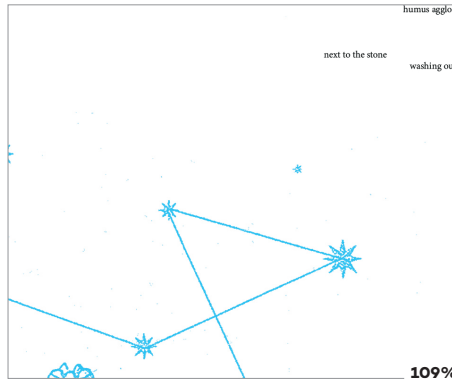 humus agglo
next to the stone
washing ou
109%